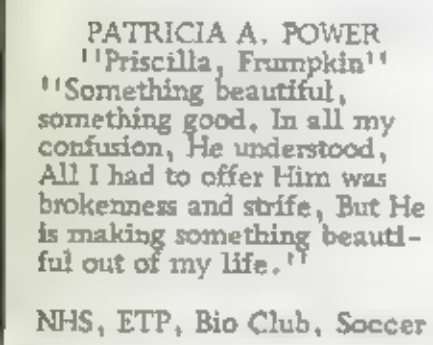 PATRICIA A. POWER
"Priscilla, Frumpkin"
"Something beautiful,
something good. In all my
confusion, He understood,
All I had to offer Him was
brokenness and strife, But He
is making something beauti-
ful out of my life."
NHS, ETP, Bio Club, Soccer